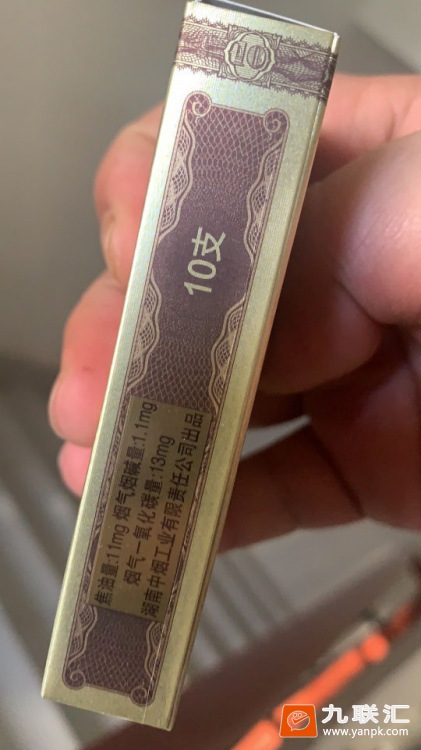 10支
焦油量:11mg 烟气烟碱量:1.1mg
烟气一氧化碳量:13mg
湖南中烟工业有限责任公司出品
九联汇
www.yanpk.com